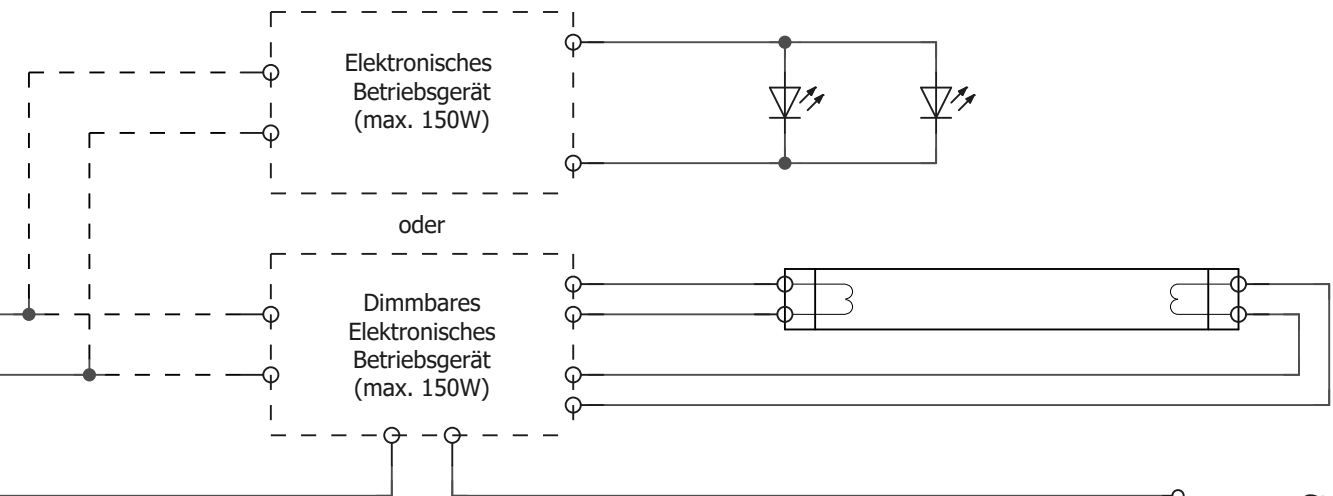 Elektronisches
Betriebsgerät
(max. 150W)
oder
Dimmbares
Elektronisches
Betriebsgerät
(max. 150W)